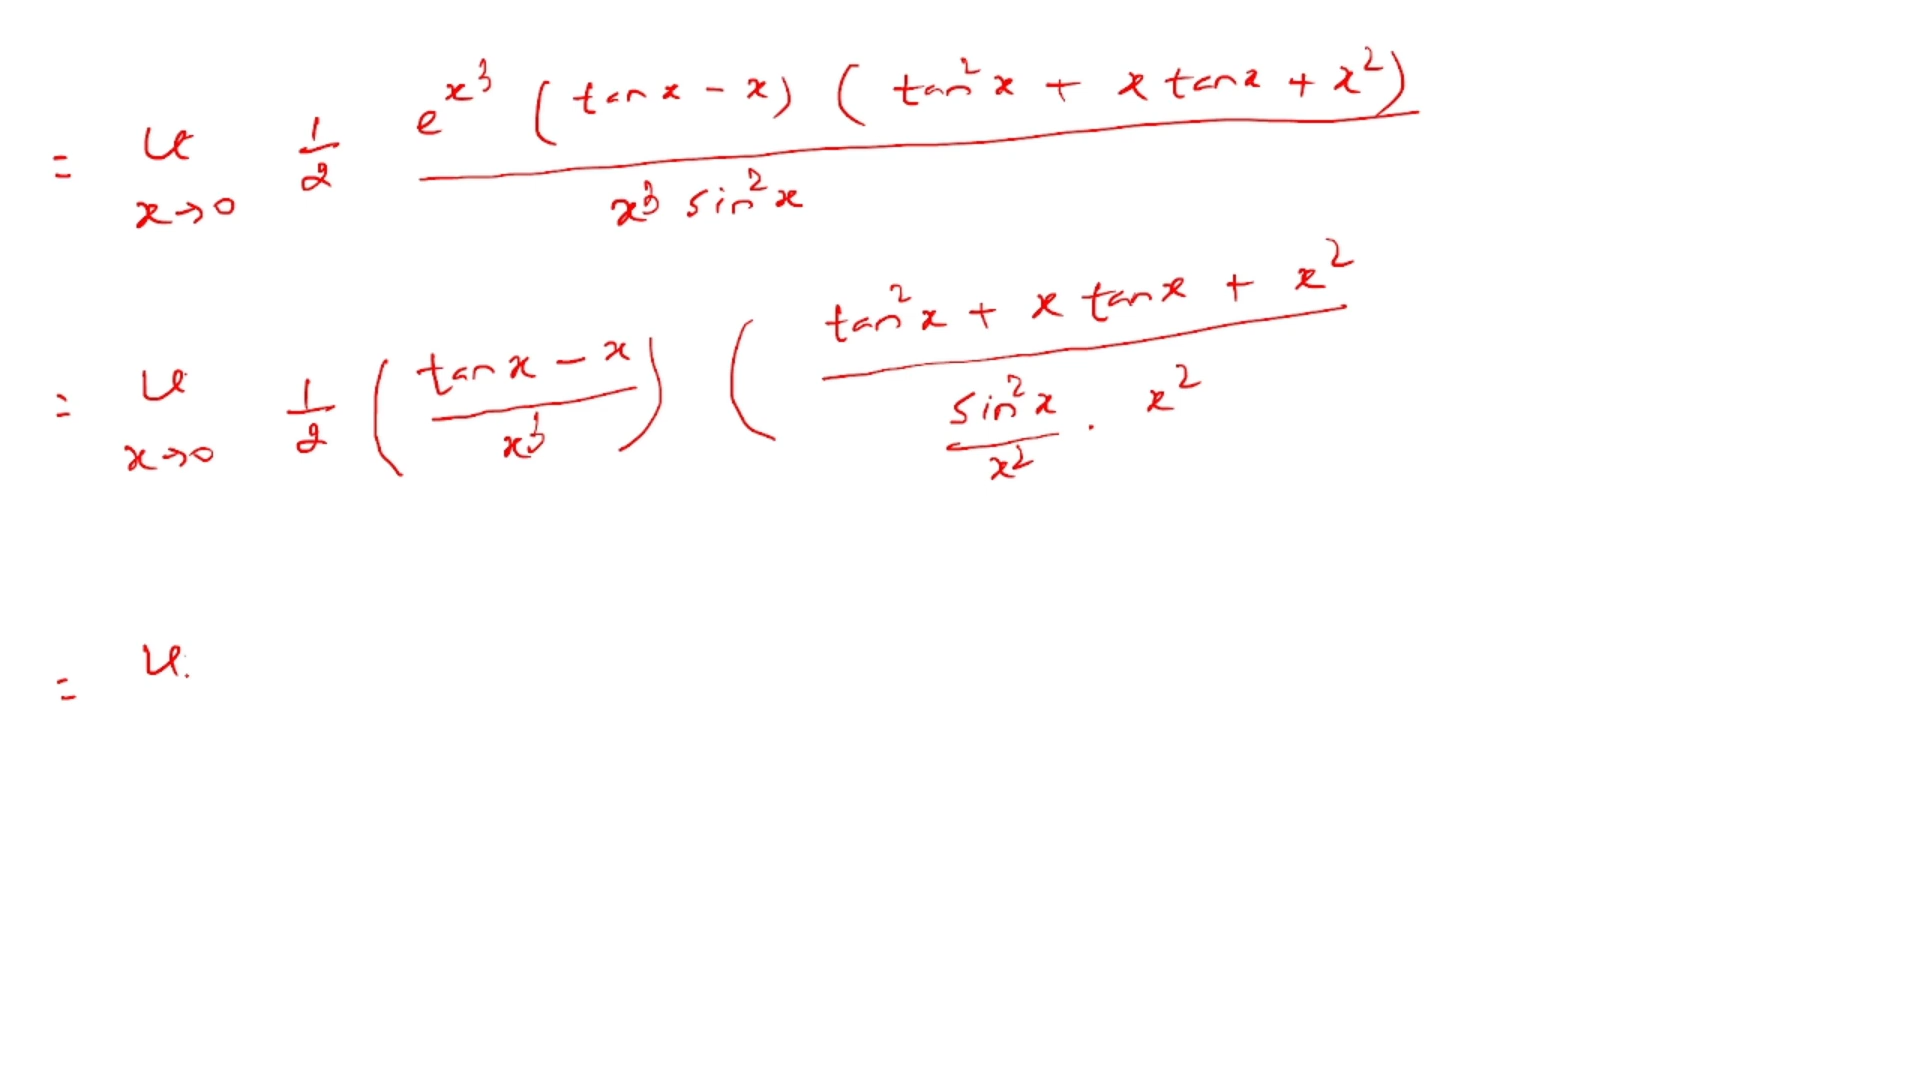 = lt x→0 1/2 e^x^3 (tan x - x) (tan^2 x + x tan x + x^2) / x^3 sin^2 x
= lt x→0 1/2 (tan x - x / x^3) ( tan^2 x + x tan x + x^2 / sin^2 x / x^2 . x^2
= lt